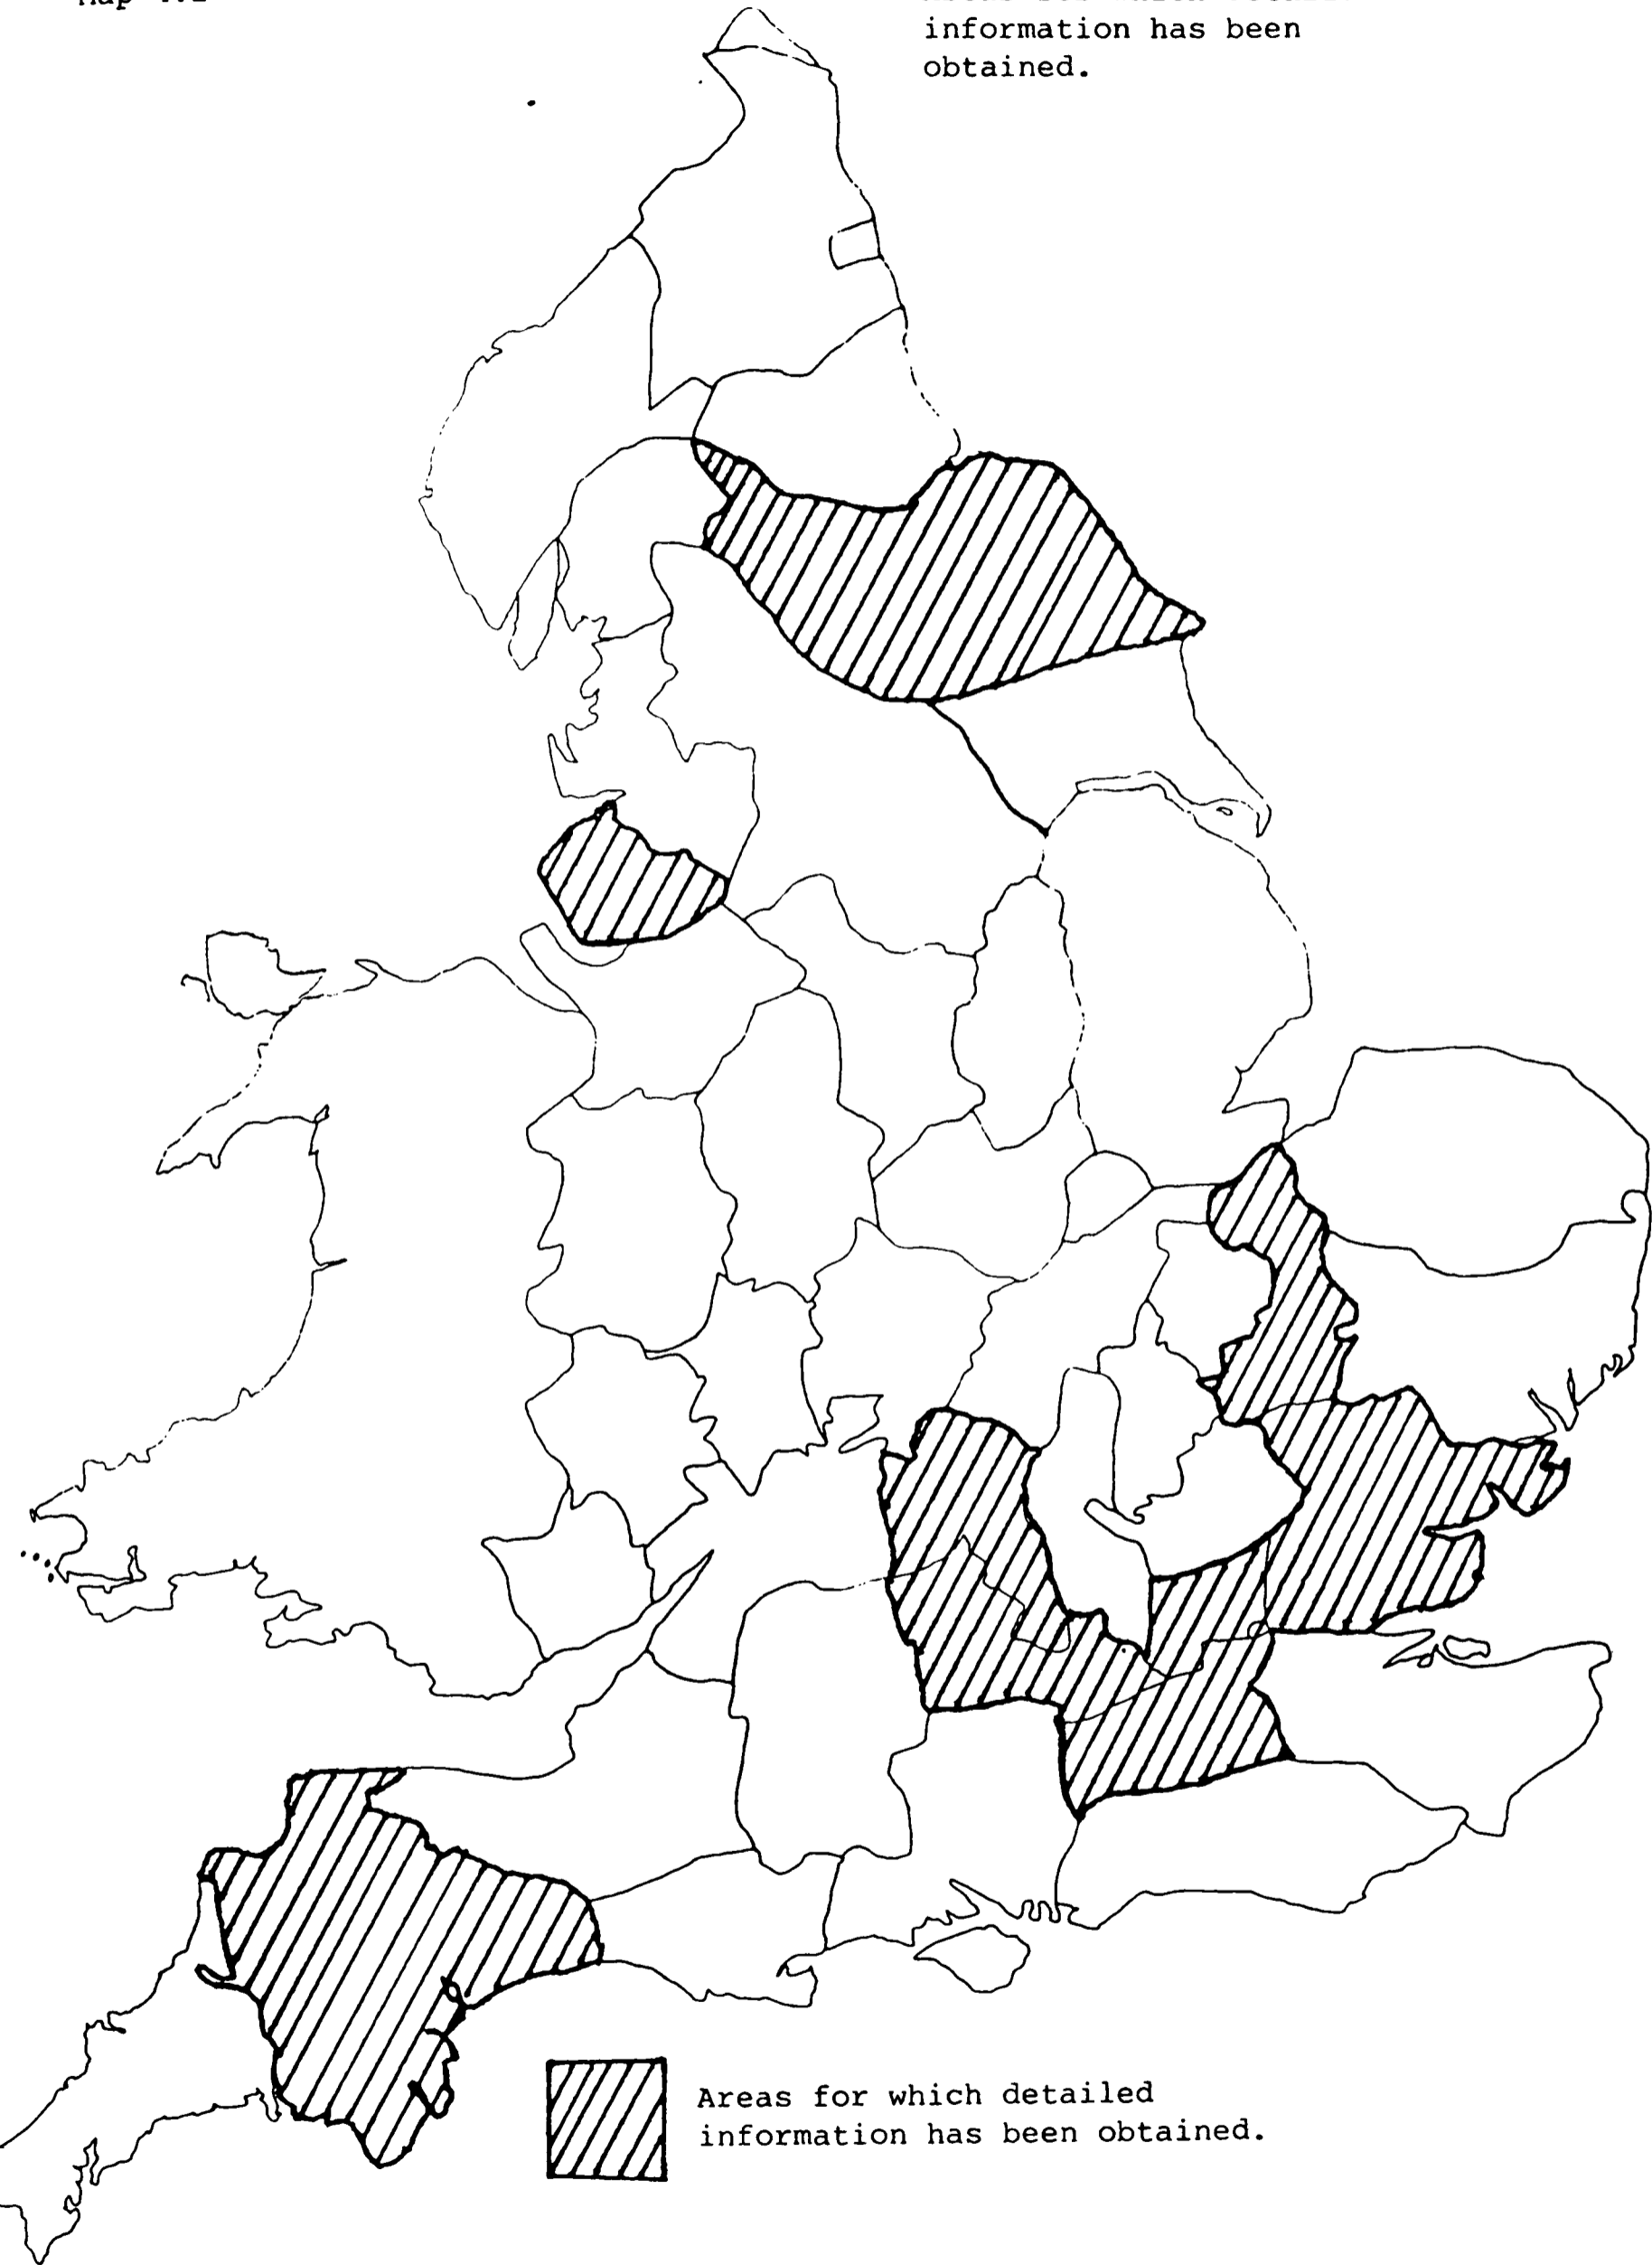 information has been
obtained.
Areas for which detailed
information has been obtained.